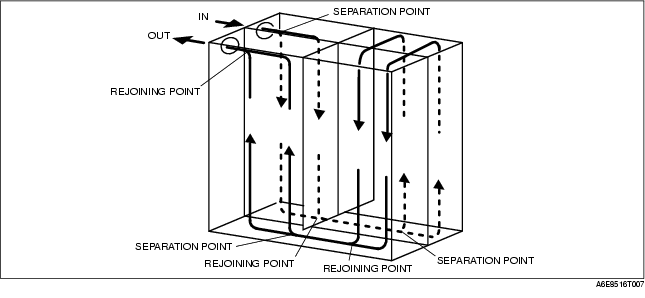 IN
SEPARATION POINT
OUT
REJOINING POINT
SEPARATION POINT
REJOINING POINT
REJOINING POINT
SEPARATION POINT
A6E8516T007